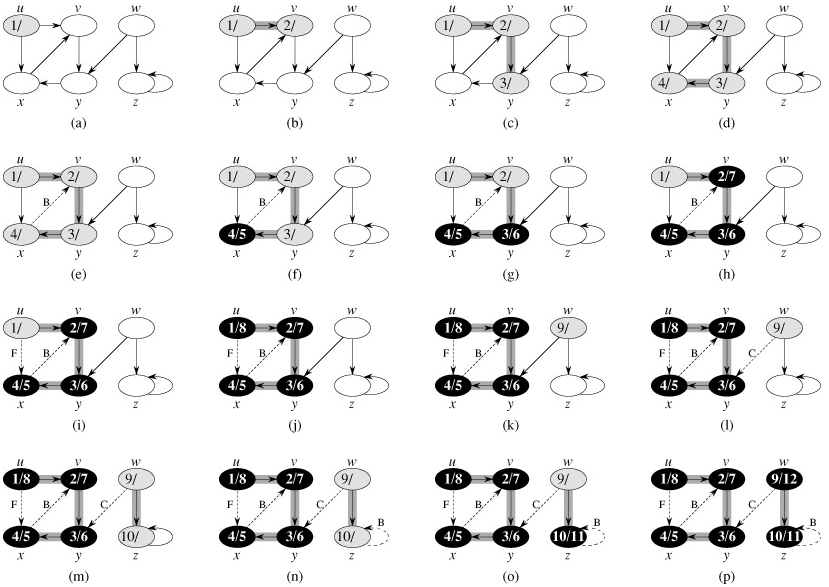 u v w u v w u v w u v w
1/ 1/ 2/ 1/ 2/ 1/ 2/
3/ 4/ 3/
x y z x y z x y z x y z
(a) (b) (c) (d)
u v w u v w u v w u v w
1/ 2/ 1/ 2/ 1/ 2/ 1/ 2/7
B B B B
4/ 3/ 4/5 3/ 4/5 3/6 4/5 3/6
x y z x y z x y z x y z
(e) (f) (g) (h)
u v w u v w u v w u v w
1/ 2/7 1/8 2/7 1/8 2/7 9/ 1/8 2/7 9/
F B F B F B F B C
4/5 3/6 4/5 3/6 4/5 3/6 4/5 3/6
x y z x y z x y z x y z
(i) (j) (k) (l)
u v w u v w u v w u v w
1/8 2/7 9/ 1/8 2/7 9/ 1/8 2/7 9/ 1/8 2/7 9/12
F B C F B C B F B C B F B C B
4/5 3/6 10/ 4/5 3/6 10/ 4/5 3/6 10/11 4/5 3/6 10/11
x y z x y z x y z x y z
(m) (n) (o) (p)